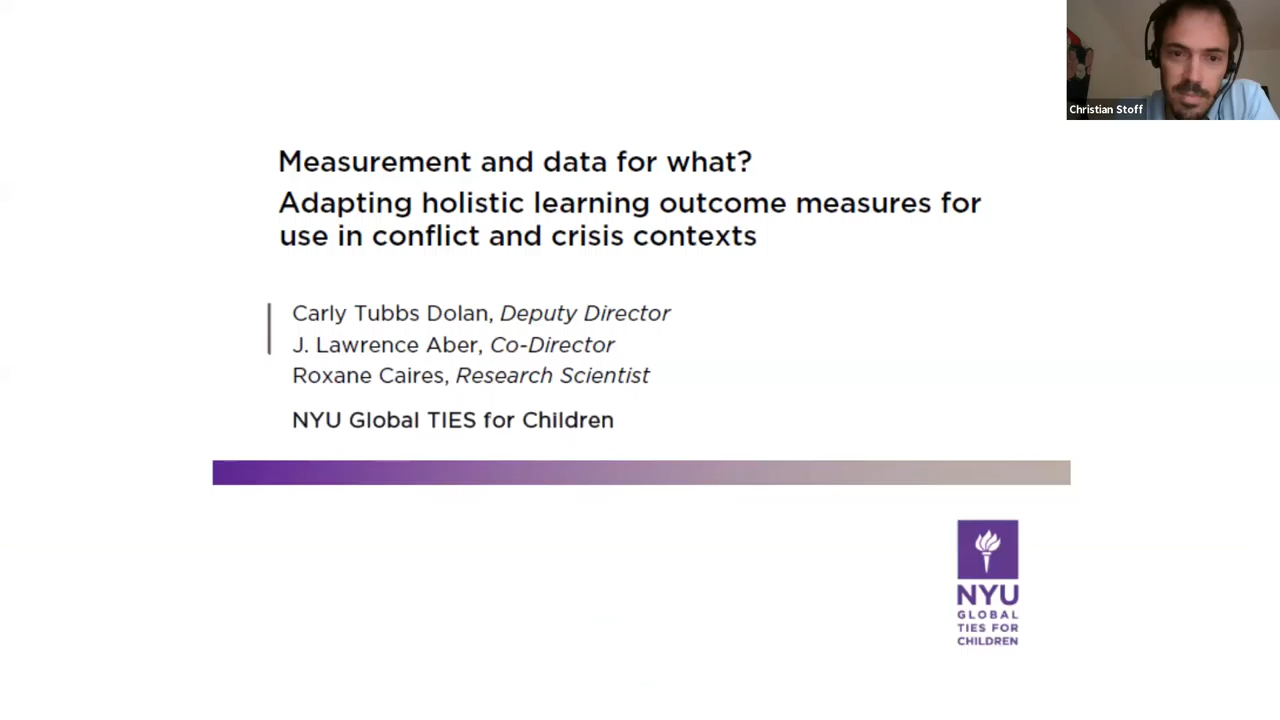 Christian Stoff
Measurement and data for what?
Adapting holistic learning outcome measures for
use in conflict and crisis contexts
Carly Tubbs Dolan, Deputy Director
J. Lawrence Aber, Co-Director
Roxane Caires, Research Scientist
NYU Global TIES for Children
NYU
GLOBAL
TIES FOR
CHILDREN